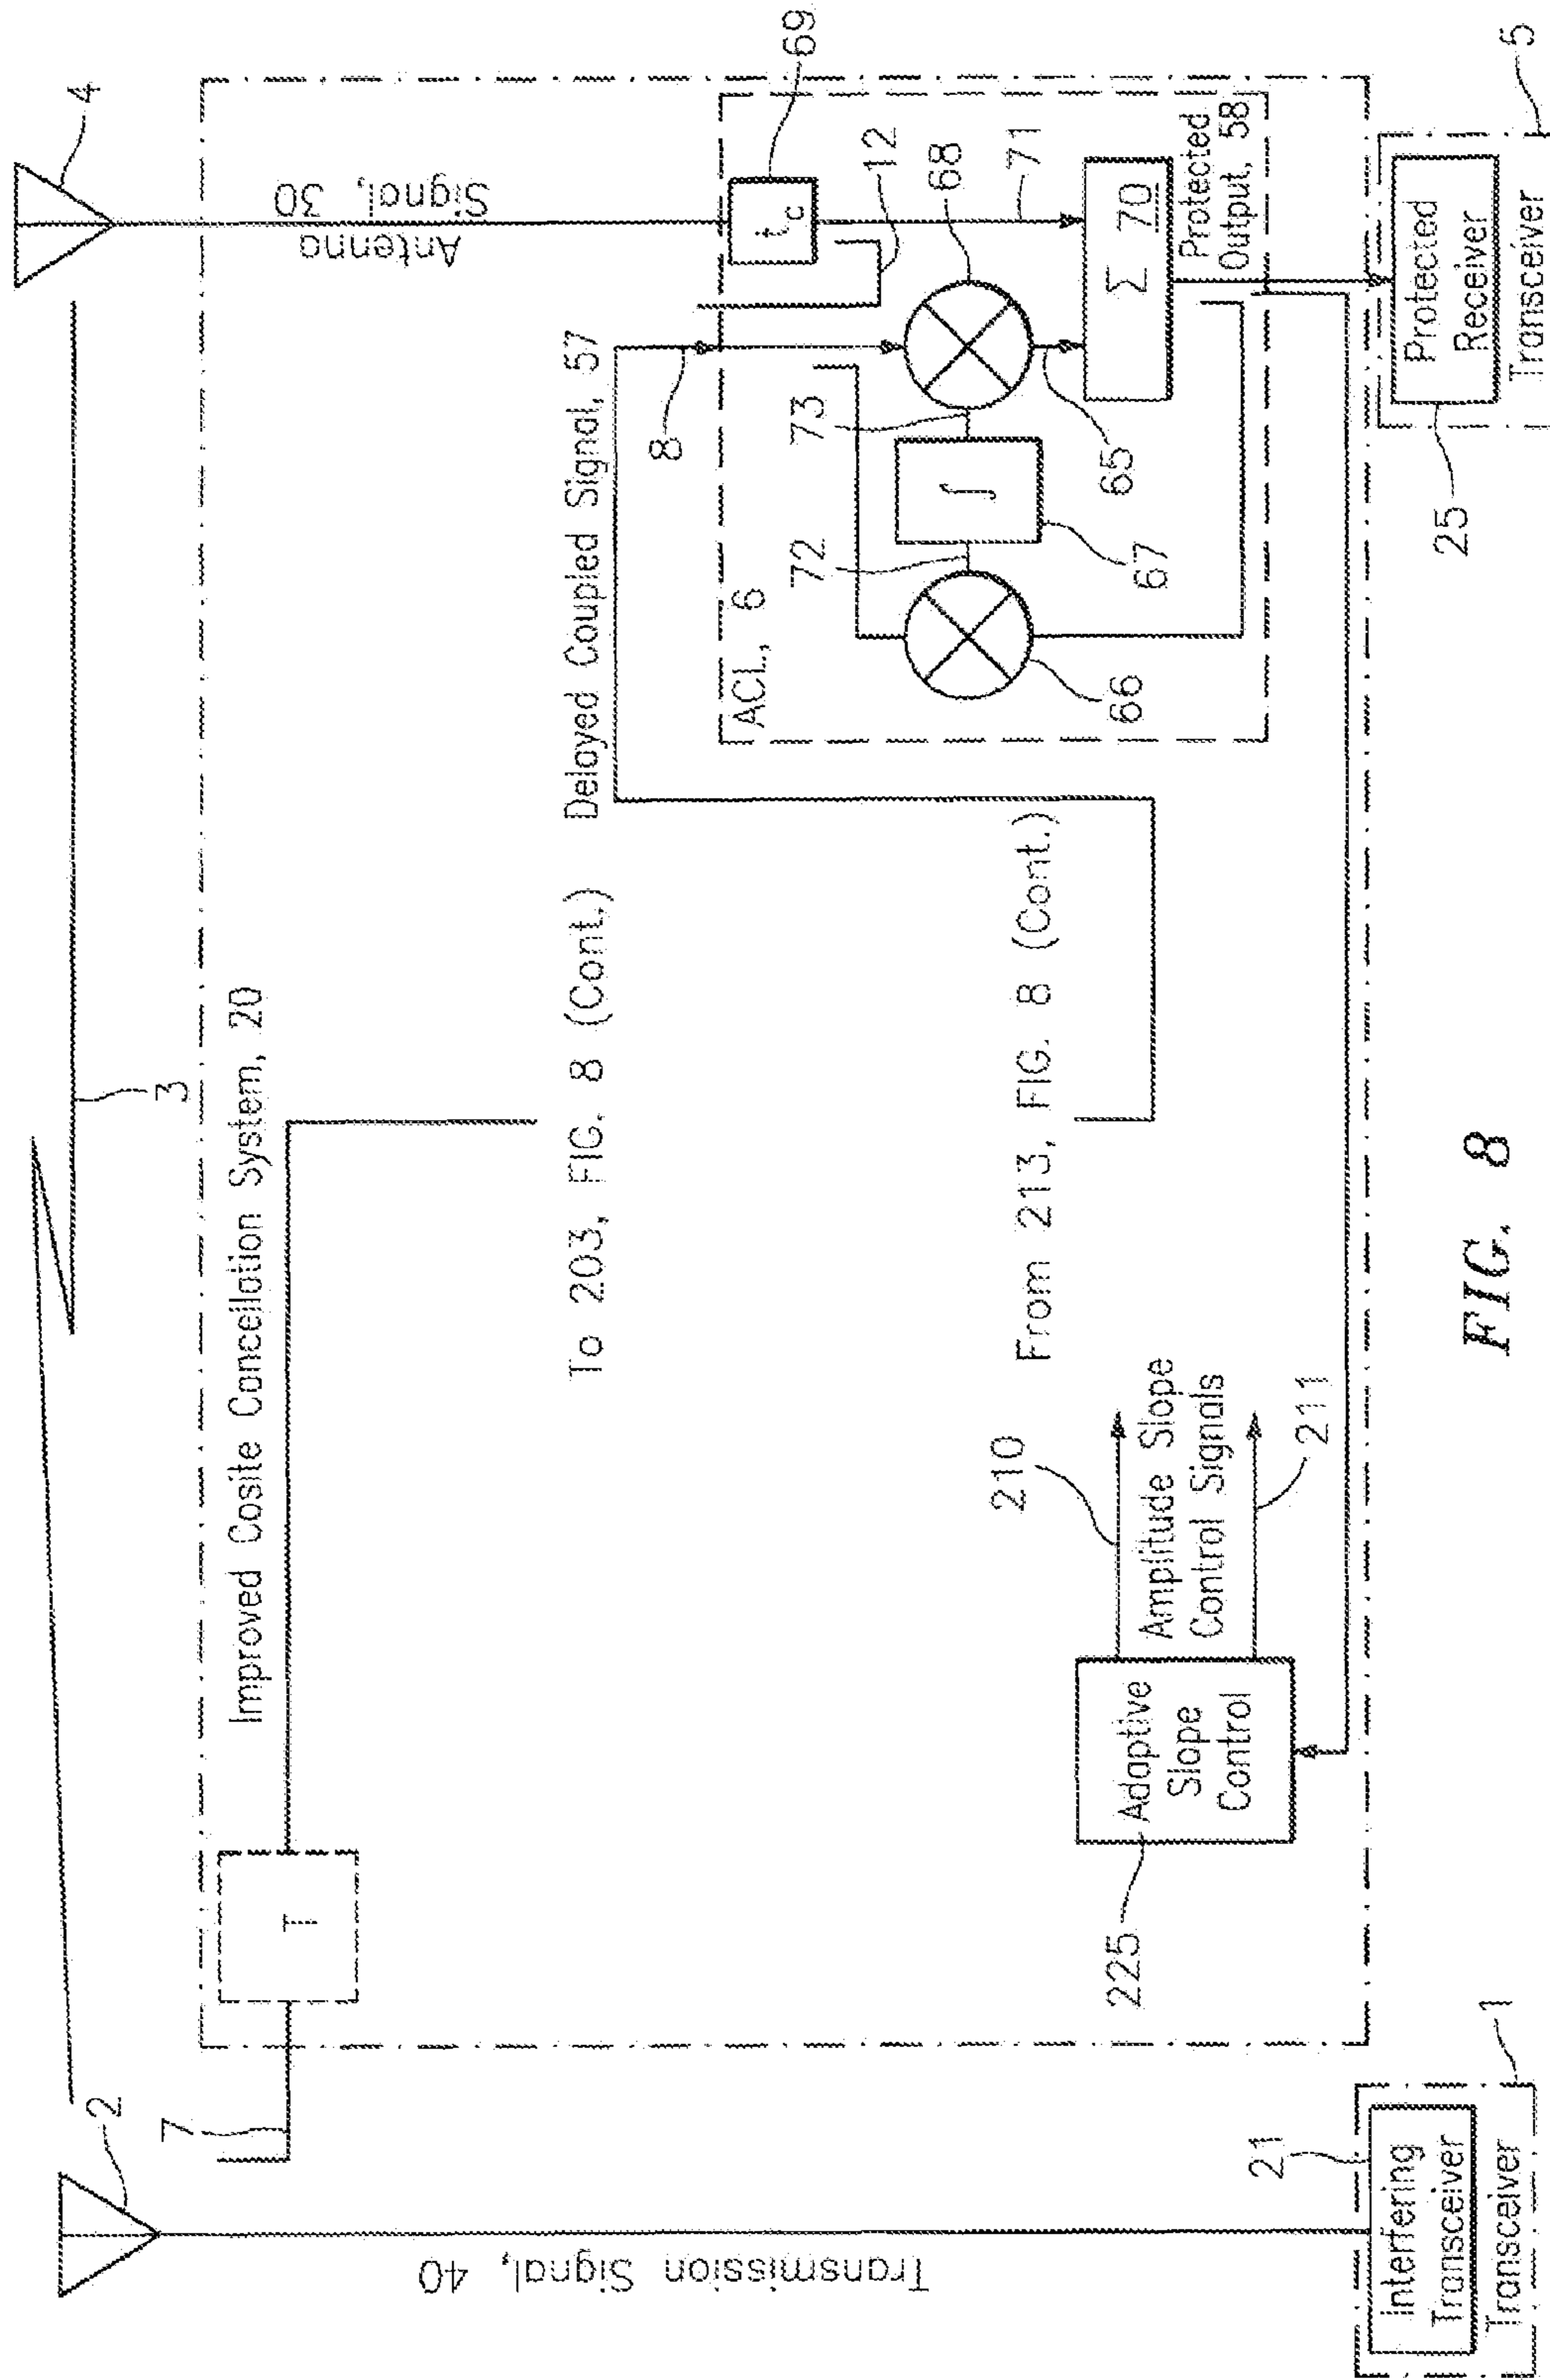 4
2
3
7
Improved Cosite Cancellation System, 20
Antenna
Signal, 30
T
t
c
69
12
Delayed Coupled Signal, 57
8
ACL, 6
68
73
72
∫
67
66
65
71
Σ 70
Protected
Output, 58
To 203, FIG. 8 (Cont.)
From 213, FIG. 8 (Cont.)
Transmission Signal, 40
210
Amplitude Slope
Control Signals
211
Adaptive
Slope
Control
225
21
Interfering
Transceiver
Transceiver
1
Protected
Receiver
Transceiver
25
5
FIG. 8